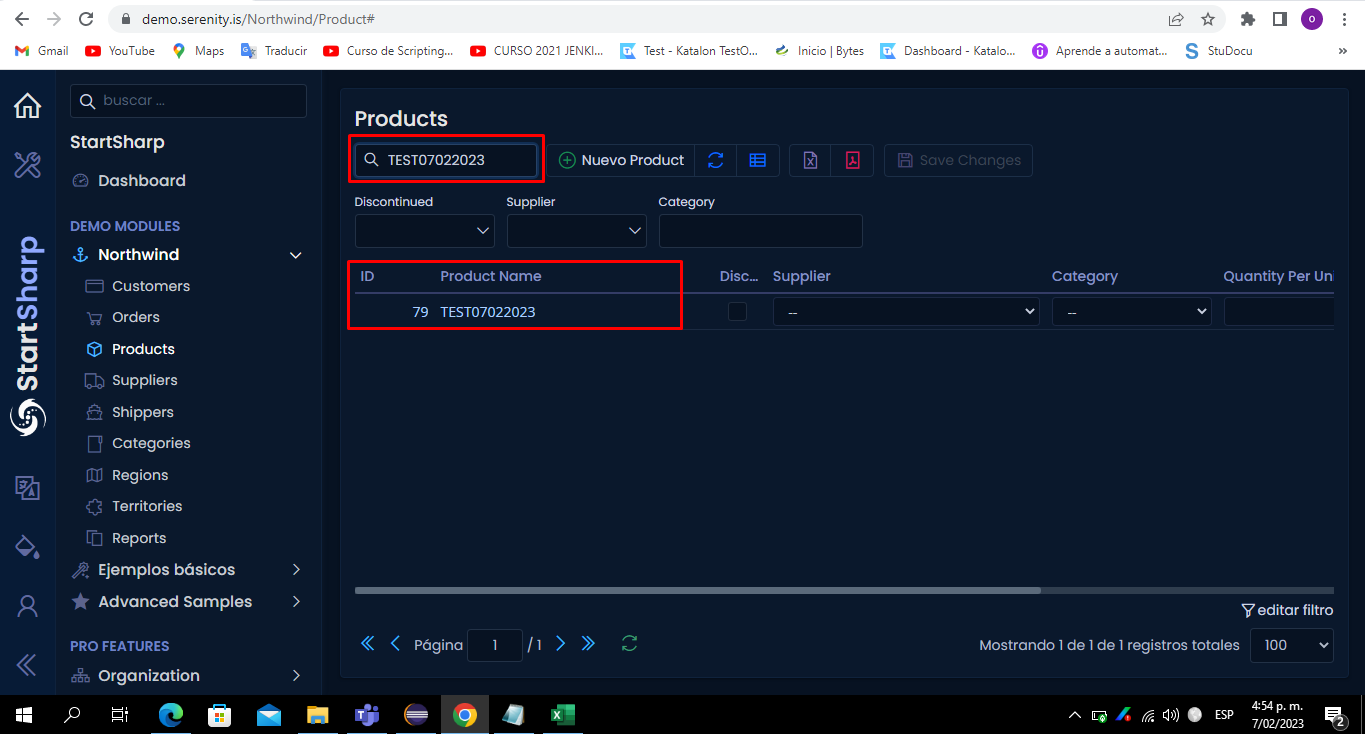 demo.serenity.is/Northwind/Product#
O
Gmail YouTube Maps Traducir Curso de Scripting... CURSO 2021 JENKI... Test - Katalon TestO... Inicio | Bytes Dashboard - Katalo... Aprende a automat... StuDocu »
buscar ...
StartSharp
Dashboard
DEMO MODULES
Northwind
Customers
Orders
Products
Suppliers
Shippers
Categories
Regions
Territories
Reports
Ejemplos básicos
Advanced Samples
PRO FEATURES
Organization
StartSharp
Products
TEST07022023 Nuevo Product Save Changes
Discontinued Supplier Category
ID Product Name Disc... Supplier Category Quantity Per Uni
79 TEST07022023 -- --
editar filtro
Página 1 / 1 Mostrando 1 de 1 de 1 registros totales 100
ESP 4:54 p. m.
7/02/2023
2